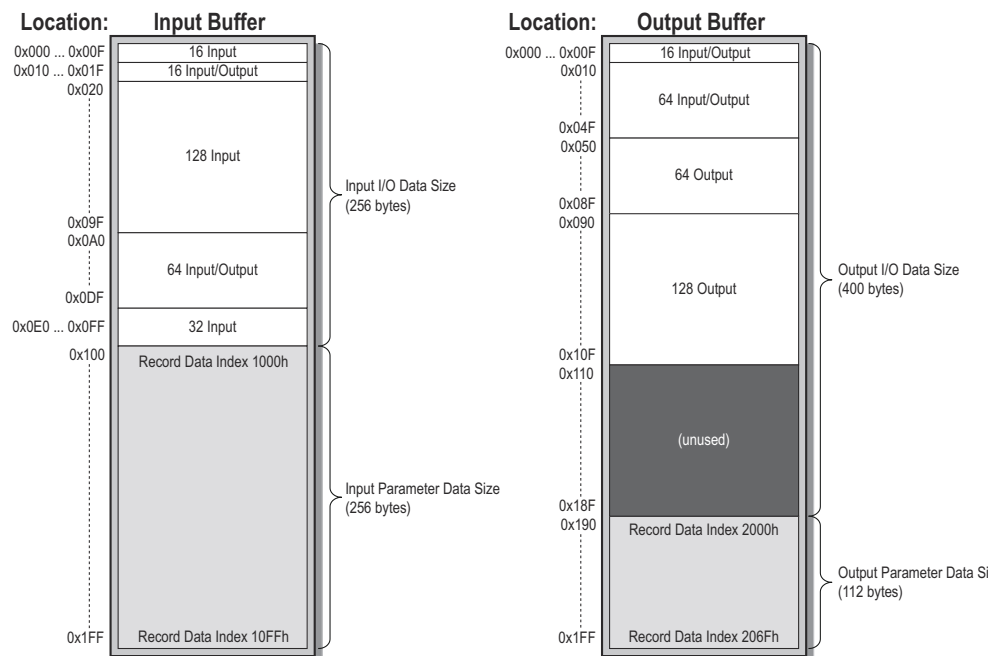 Location: Input Buffer
0x000 ... 0x00F 16 Input
0x010 ... 0x01F 16 Input/Output
0x020
128 Input
0x09F
0x0A0
64 Input/Output
0x0DF
0x0E0 ... 0x0FF 32 Input
0x100
Record Data Index 1000h
0x1FF Record Data Index 10FFh
Input I/O Data Size
(256 bytes)
Input Parameter Data Size
(256 bytes)
Location: Output Buffer
0x000 ... 0x00F 16 Input/Output
0x010
64 Input/Output
0x04F
0x050
64 Output
0x08F
0x090
128 Output
0x10F
0x110
(unused)
0x18F
0x190
Record Data Index 2000h
0x1FF Record Data Index 206Fh
Output I/O Data Size
(400 bytes)
Output Parameter Data Si
(112 bytes)